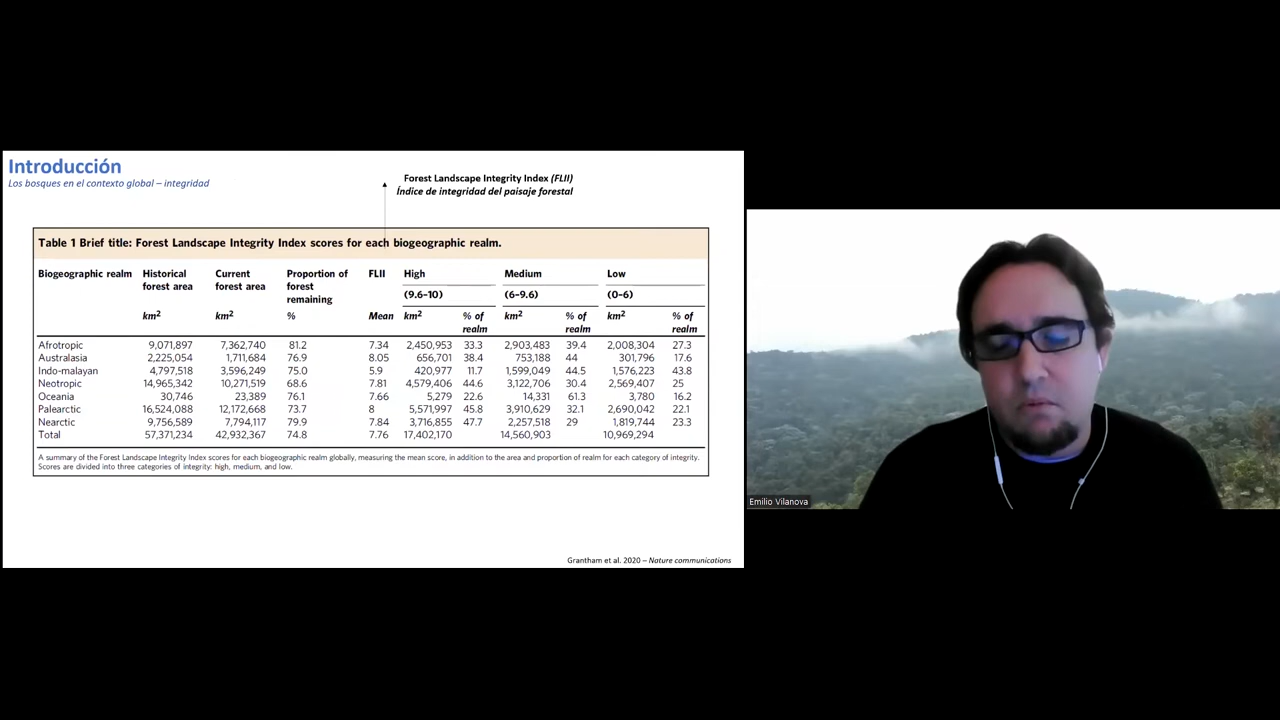 Introducción
Los bosques en el contexto global – integridad
Forest Landscape Integrity Index (FLII)
Índice de integridad del paisaje forestal
Table 1 Brief title: Forest Landscape Integrity Index scores for each biogeographic realm.
Biogeographic realm Historical forest area Current forest area Proportion of forest remaining FLII High Medium Low
(9.6–10) (6–9.6) (0–6)
km2 km2 % Mean km2 % of realm km2 % of realm km2 % of realm
Afrotropic 9,071,897 7,362,740 81.2 7.34 2,450,953 33.3 2,903,483 39.4 2,008,304 27.3
Australasia 2,225,054 1,711,684 76.9 8.05 656,701 38.4 753,188 44 301,796 17.6
Indo-malayan 4,797,518 3,596,249 75.0 5.9 420,977 11.7 1,599,049 44.5 1,576,223 43.8
Neotropic 14,965,342 10,271,519 68.6 7.81 4,579,406 44.6 3,122,706 30.4 2,569,407 25
Oceania 30,746 23,389 76.1 7.66 5,279 22.6 14,331 61.3 3,780 16.2
Palearctic 16,524,088 12,172,668 73.7 8 5,571,997 45.8 3,910,629 32.1 2,690,042 22.1
Nearctic 9,756,589 7,794,117 79.9 7.84 3,716,855 47.7 2,257,518 29 1,819,744 23.3
Total 57,371,234 42,932,367 74.8 7.76 17,402,170 14,560,903 10,969,294
A summary of the Forest Landscape Integrity Index scores for each biogeographic realm globally, measuring the mean score, in addition to the area and proportion of realm for each category of integrity.
Scores are divided into three categories of integrity: high, medium, and low.
Grantham et al. 2020 – Nature communications
Emilio Vilanova